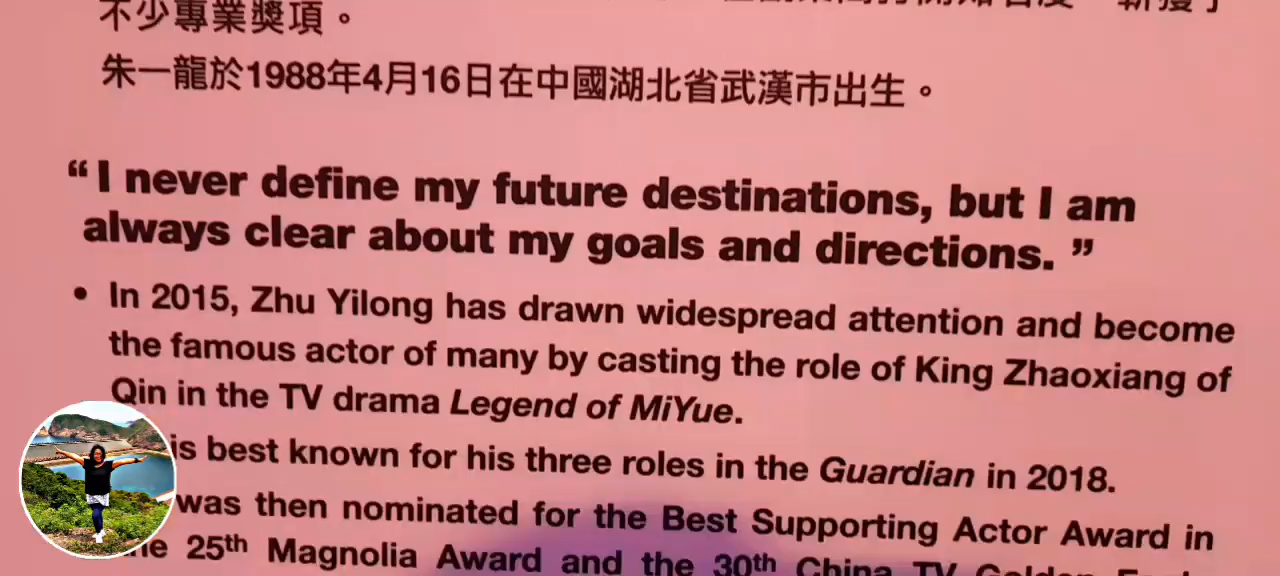 不少專業獎項。
朱一龍於1988年4月16日在中國湖北省武漢市出生。
“I never define my future destinations, but I am
always clear about my goals and directions.”
• In 2015, Zhu Yilong has drawn widespread attention and become
the famous actor of many by casting the role of King Zhaoxiang of
Qin in the TV drama Legend of MiYue.
is best known for his three roles in the Guardian in 2018.
was then nominated for the Best Supporting Actor Award in
25th Magnolia Award and the 30th China TV Golden